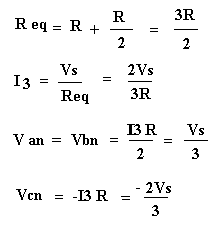 R eq = R + R/2 = 3R/2
I 3 = Vs/Req = 2Vs/3R
V an = Vbn = I3 R/2 = Vs/3
Vcn = -I3 R = - 2Vs/3